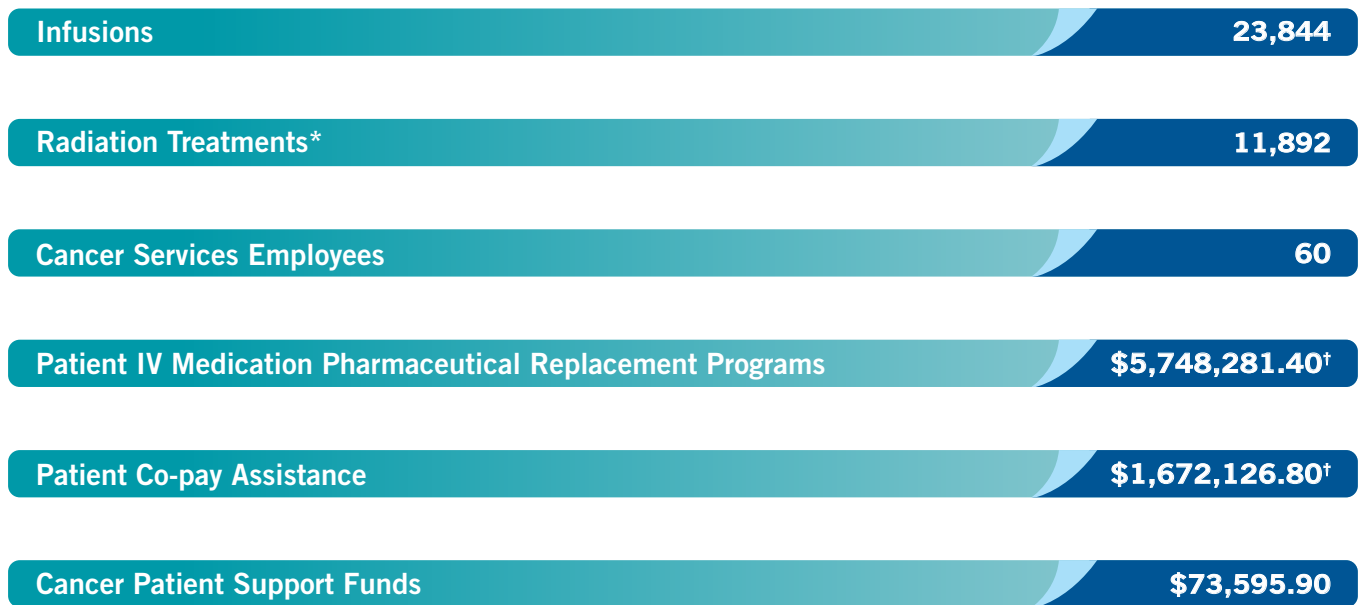 Infusions 23,844
Radiation Treatments* 11,892
Cancer Services Employees 60
Patient IV Medication Pharmaceutical Replacement Programs $5,748,281.40†
Patient Co-pay Assistance $1,672,126.80†
Cancer Patient Support Funds $73,595.90